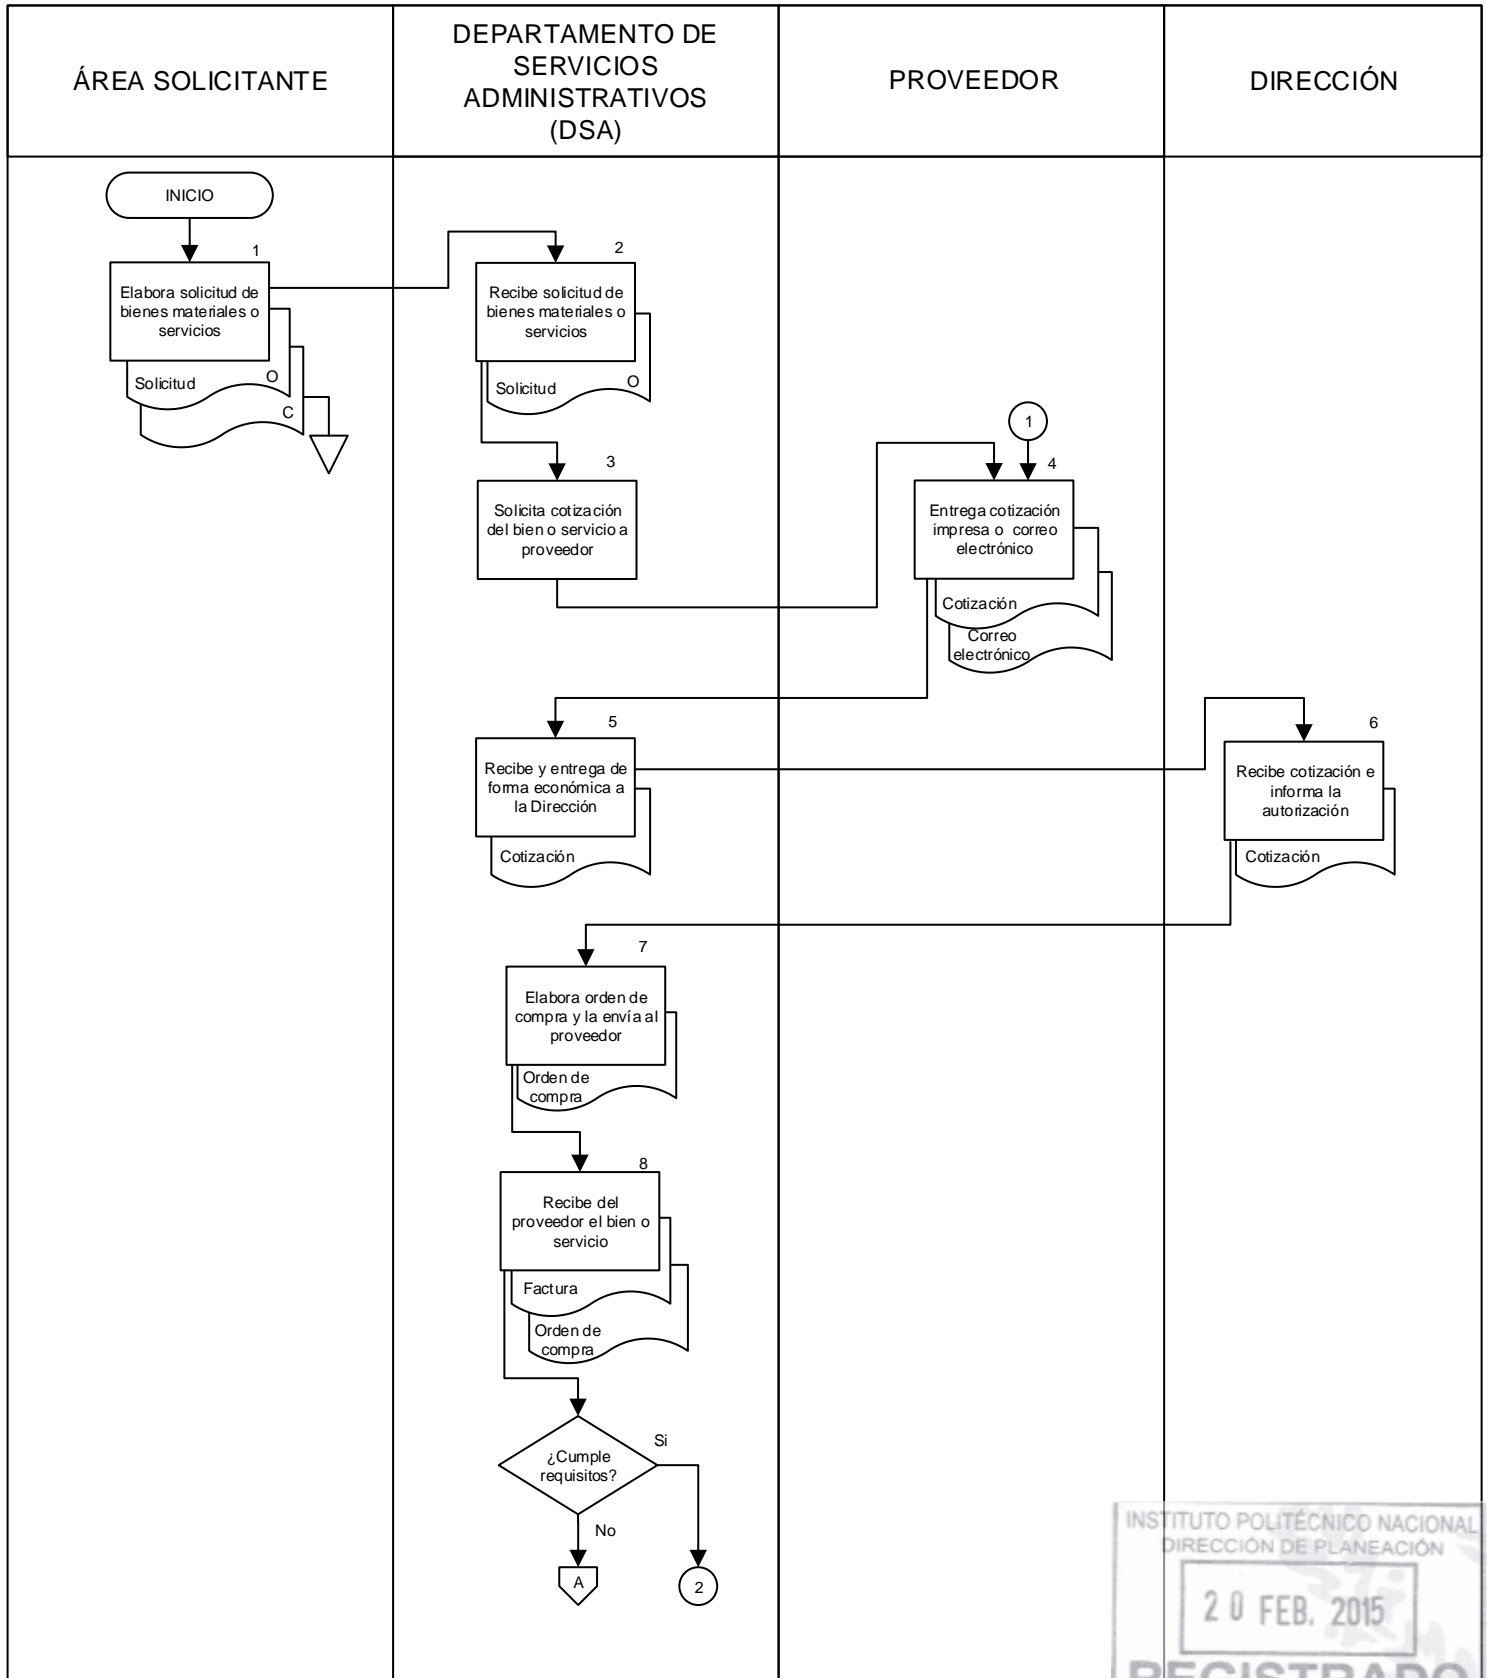 ÁREA SOLICITANTE
DEPARTAMENTO DE
SERVICIOS
ADMINISTRATIVOS
(DSA)
PROVEEDOR
DIRECCIÓN
INICIO
1
Elabora solicitud de
bienes materiales o
servicios
Solicitud
O
C
2
Recibe solicitud de
bienes materiales o
servicios
Solicitud
O
3
Solicita cotización
del bien o servicio a
proveedor
1
4
Entrega cotización
impresa o correo
electrónico
Cotización
Correo
electrónico
5
Recibe y entrega de
forma económica a
la Dirección
Cotización
6
Recibe cotización e
informa la
autorización
Cotización
7
Elabora orden de
compra y la envía al
proveedor
Orden de
compra
8
Recibe del
proveedor el bien o
servicio
Factura
Orden de
compra
¿Cumple
requisitos?
Si
No
A
2
INSTITUTO POLITÉCNICO NACIONAL
DIRECCIÓN DE PLANEACIÓN
20 FEB. 2015
REGISTRADO